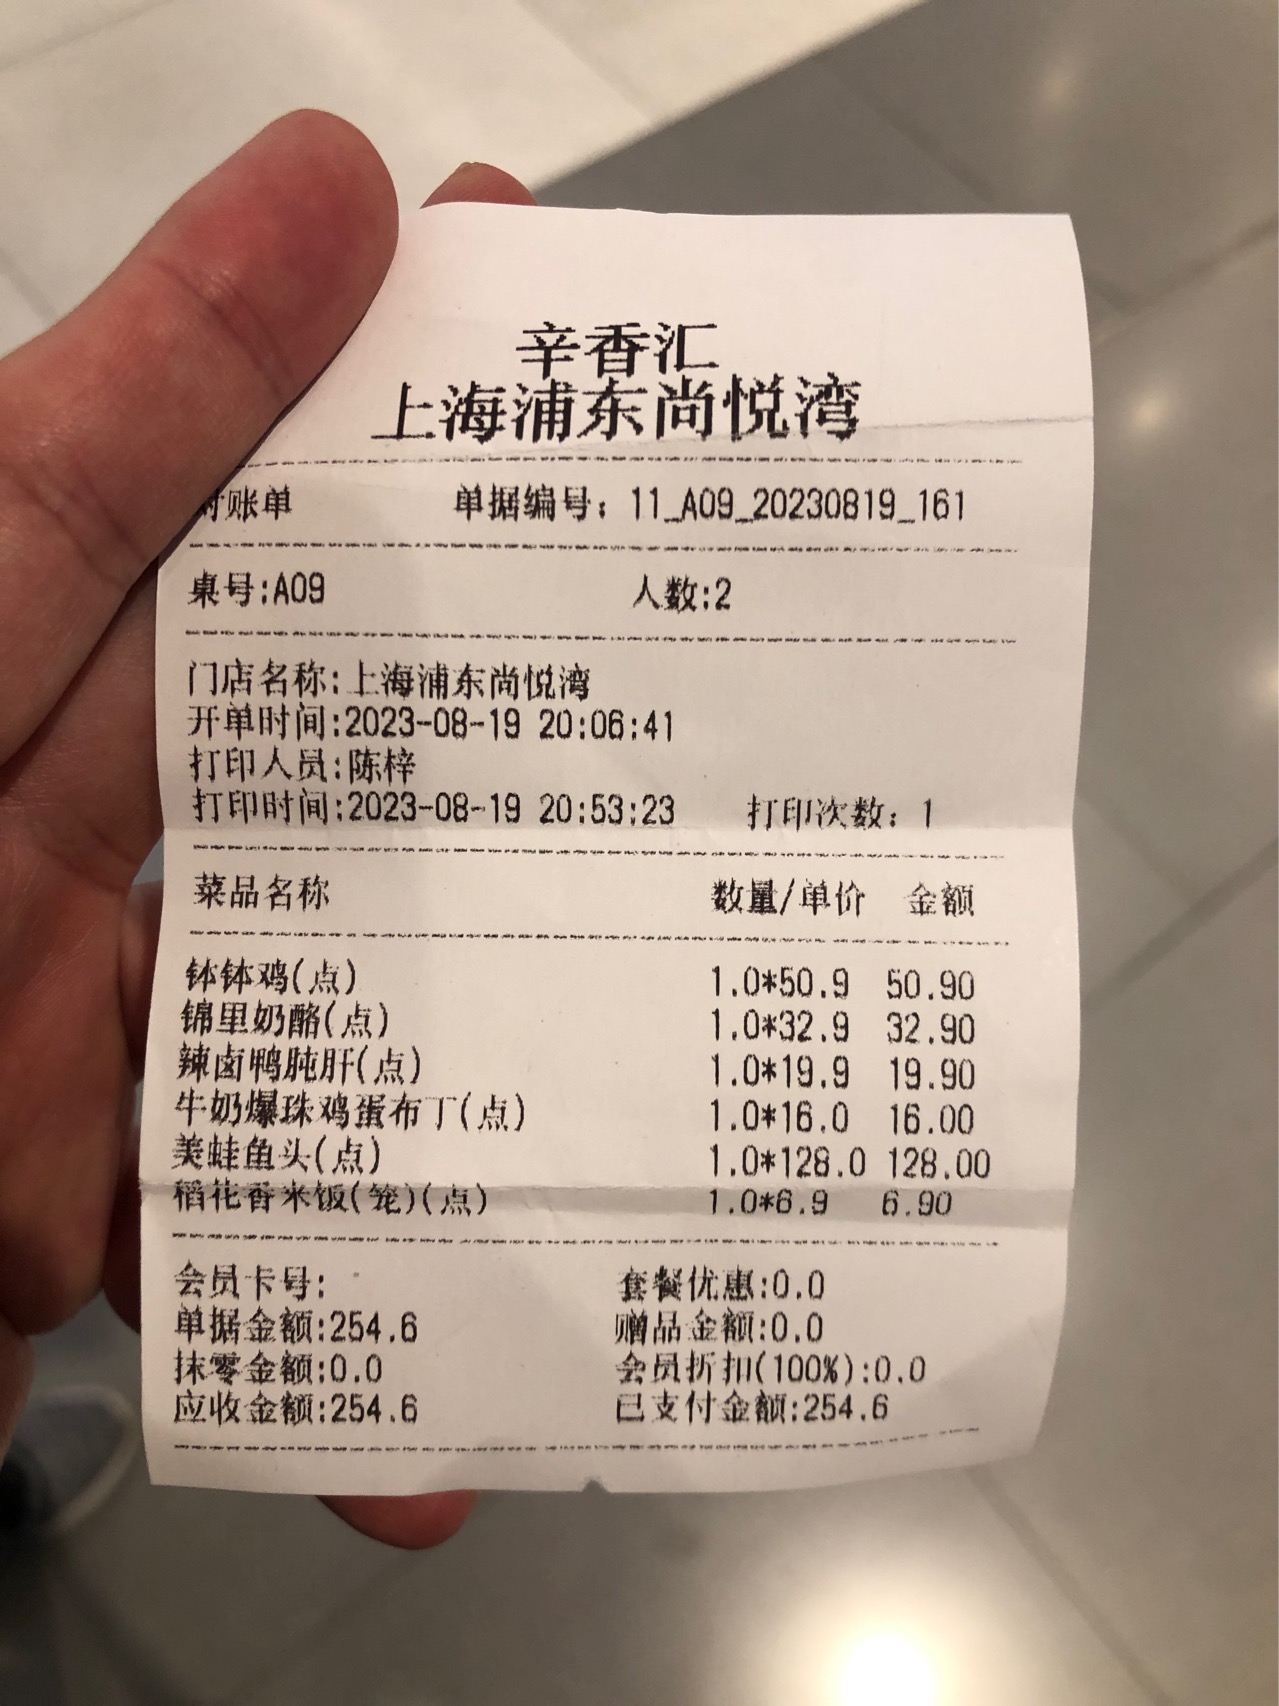 辛香汇
上海浦东尚悦湾
对账单 单据编号：11_A09_20230819_161
桌号:A09 人数:2
门店名称:上海浦东尚悦湾
开单时间:2023-08-19 20:06:41
打印人员:陈梓
打印时间:2023-08-19 20:53:23 打印次数：1
菜品名称 数量/单价 金额
钵钵鸡(点) 1.0*50.9 50.90
锦里奶酪(点) 1.0*32.9 32.90
辣卤鸭肫肝(点) 1.0*19.9 19.90
牛奶爆珠鸡蛋布丁(点) 1.0*16.0 16.00
美蛙鱼头(点) 1.0*128.0 128.00
稻花香米饭(笼)(点) 1.0*6.9 6.90
会员卡号: 套餐优惠:0.0
单据金额:254.6 赠品金额:0.0
抹零金额:0.0 会员折扣(100%):0.0
应收金额:254.6 已支付金额:254.6